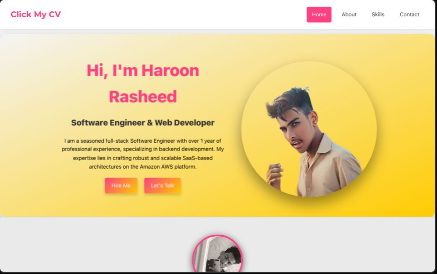 Click My CV
Home About Skills Contact
Hi, I'm Haroon
Rasheed
Software Engineer & Web Developer
I am a seasoned full-stack Software Engineer with over 1 year of
professional experience, specializing in backend development. My
expertise lies in crafting robust and scalable SaaS-based
architectures on the Amazon AWS platform.
Hire Me Let's Talk